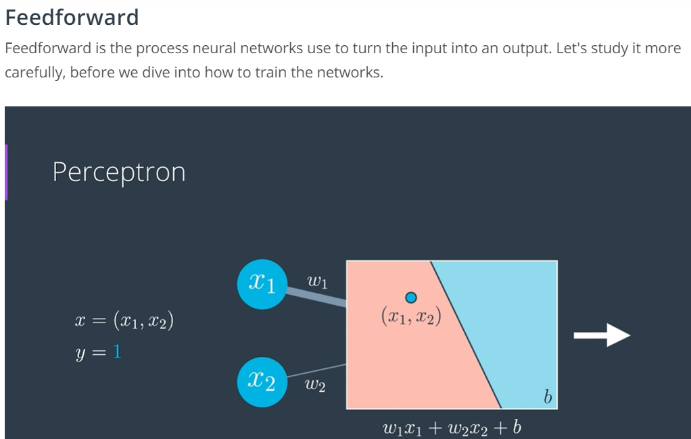 Feedforward
Feedforward is the process neural networks use to turn the input into an output. Let's study it more
carefully, before we dive into how to train the networks.
Perceptron
x1
w1
x = (x1, x2)
(x1, x2)
y = 1
x2
w2
b
w1x1 + w2x2 + b